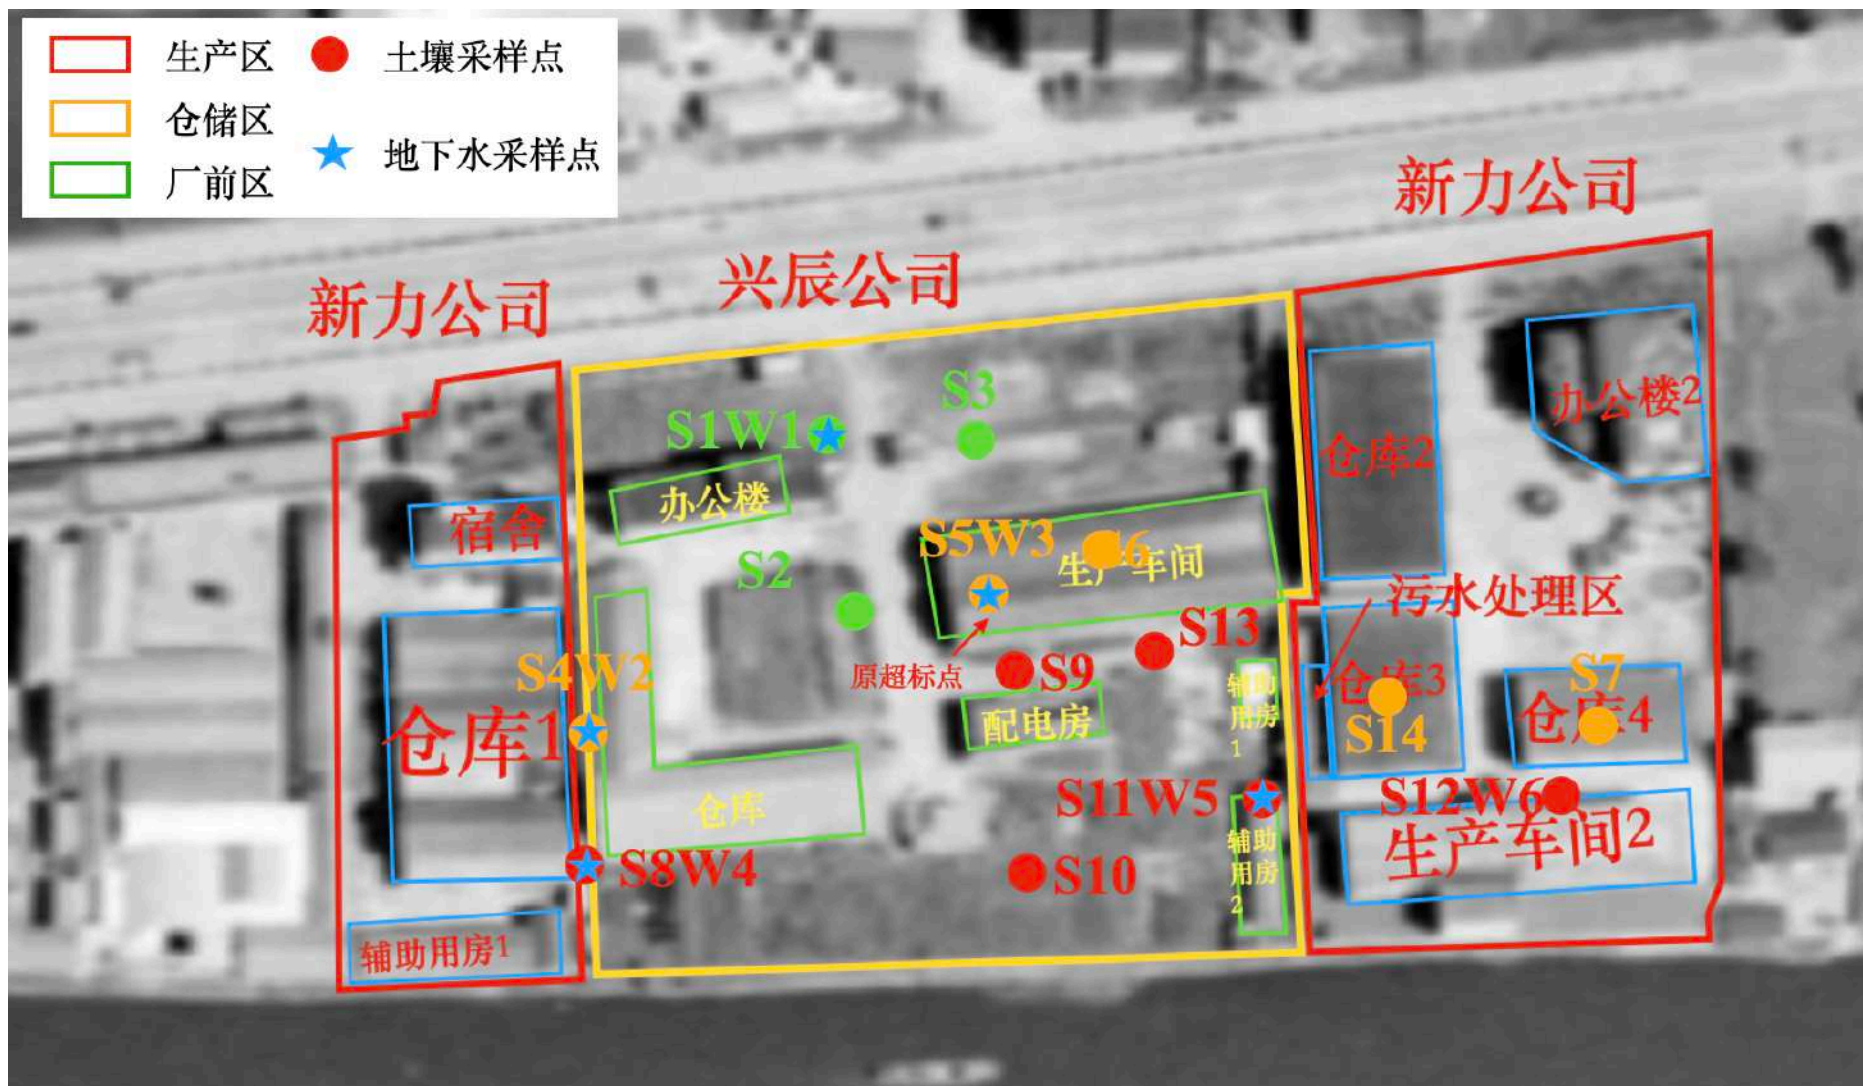 生产区
土壤采样点
仓储区
地下水采样点
厂前区
新力公司
兴辰公司
新力公司
S3
S1W1
办公楼2
仓库2
办公楼
宿舍
S5W3
S6
生产车间
S2
污水处理区
S13
原超标点
S9
S4W2
辅助用房1
仓库3
S7
仓库1
配电房
S14
仓库4
仓库
S11W5
S12W6
生产车间2
辅助用房2
S8W4
S10
辅助用房1